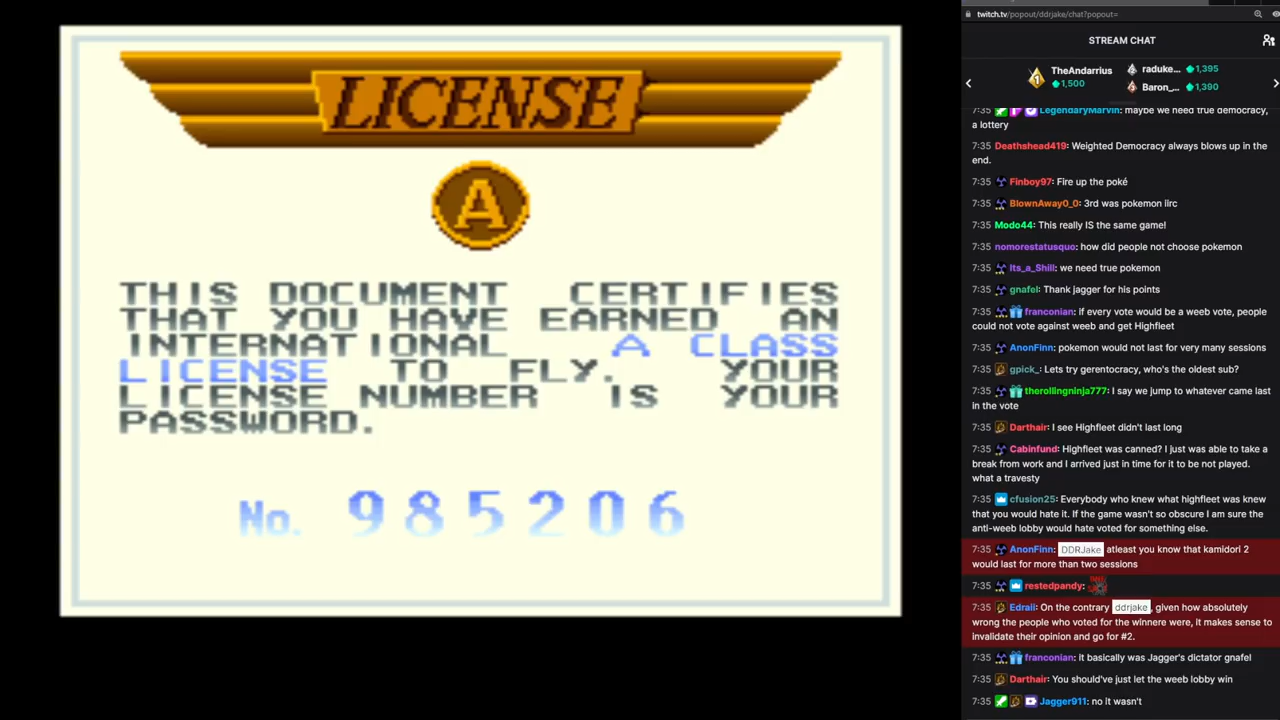 LICENSE
A
THIS DOCUMENT CERTIFIES
THAT YOU HAVE EARNED AN
INTERNATIONAL A CLASS
LICENSE TO FLY. YOUR
LICENSE NUMBER IS YOUR
PASSWORD.
No. 985206
twitch.tv/popout/ddrjake/chat?popout=
STREAM CHAT
1 TheAndarrius
1,500
raduke... 1,395
Baron_... 1,390
7:35 LegendaryMarvin: maybe we need true democracy,
a lottery
7:35 Deathshead419: Weighted Democracy always blows up in the
end.
7:35 Finboy97: Fire up the poké
7:35 BlownAway0_0: 3rd was pokemon iirc
7:35 Modo44: This really IS the same game!
7:35 nomorestatusquo: how did people not choose pokemon
7:35 Its_a_Shill: we need true pokemon
7:35 gnafel: Thank jagger for his points
7:35 franconian: if every vote would be a weeb vote, people
could not vote against weeb and get Highfleet
7:35 AnonFinn: pokemon would not last for very many sessions
7:35 gpick_: Lets try gerentocracy, who's the oldest sub?
7:35 therollingninja777: I say we jump to whatever came last
in the vote
7:35 Darthair: I see Highfleet didn't last long
7:35 Cabinfund: Highfleet was canned? I just was able to take a
break from work and I arrived just in time for it to be not played.
what a travesty
7:35 cfusion25: Everybody who knew what highfleet was knew
that you would hate it. If the game wasn't so obscure I am sure the
anti-weeb lobby would hate voted for something else.
7:35 AnonFinn: DDRJake atleast you know that kamidori 2
would last for more than two sessions
7:35 restedpandy:
7:35 Edrali: On the contrary ddrjake, given how absolutely
wrong the people who voted for the winnere were, it makes sense to
invalidate their opinion and go for #2.
7:35 franconian: it basically was Jagger's dictator gnafel
7:35 Darthair: You should've just let the weeb lobby win
7:35 Jagger911: no It wasn't